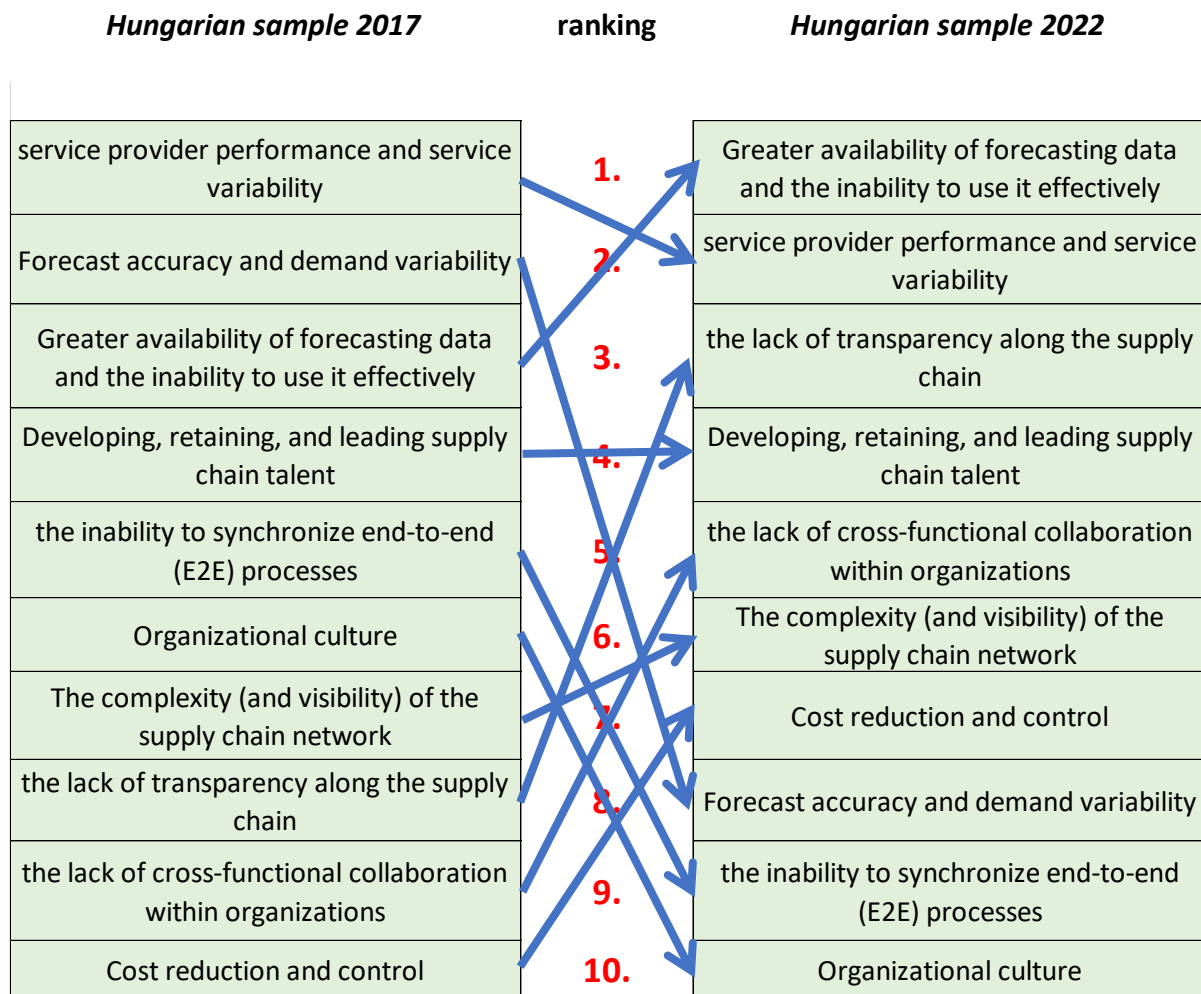 Hungarian sample 2017 ranking Hungarian sample 2022
service provider performance and service
variability
1.
Greater availability of forecasting data
and the inability to use it effectively
Forecast accuracy and demand variability
2.
service provider performance and service
variability
Greater availability of forecasting data
and the inability to use it effectively
3.
the lack of transparency along the supply
chain
Developing, retaining, and leading supply
chain talent
4.
Developing, retaining, and leading supply
chain talent
the inability to synchronize end-to-end
(E2E) processes
5.
the lack of cross-functional collaboration
within organizations
Organizational culture
6.
The complexity (and visibility) of the
supply chain network
The complexity (and visibility) of the
supply chain network
7.
Cost reduction and control
the lack of transparency along the supply
chain
8.
Forecast accuracy and demand variability
the lack of cross-functional collaboration
within organizations
9.
the inability to synchronize end-to-end
(E2E) processes
Cost reduction and control
10.
Organizational culture